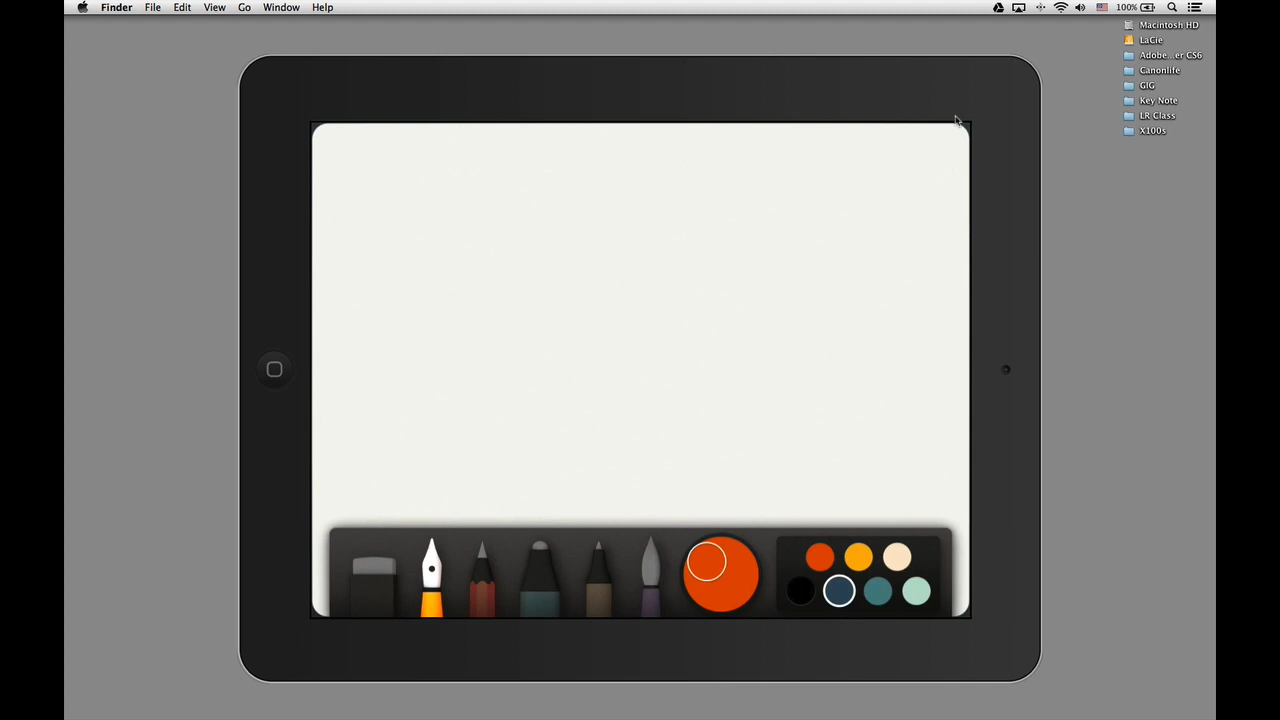 Finder File Edit View Go Window Help 100%
Macintosh HD
LaCie
Adobe...er CS6
Canonlife
GIG
Key Note
LR Class
X100s